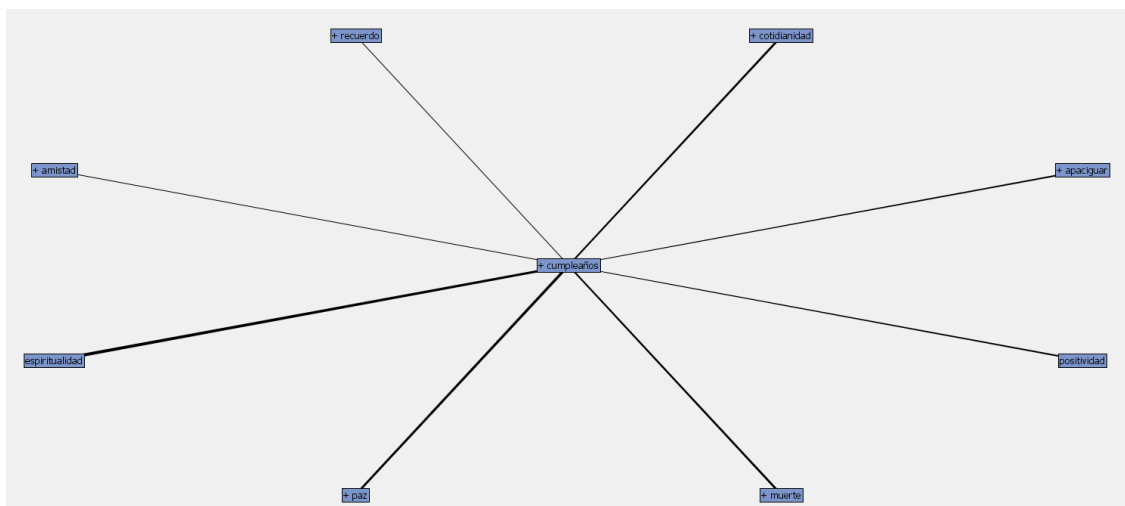 + recuerdo
+ cotidianidad
+ amistad
+ apaciguar
+ cumpleaños
espiritualidad
positividad
+ paz
+ muerte